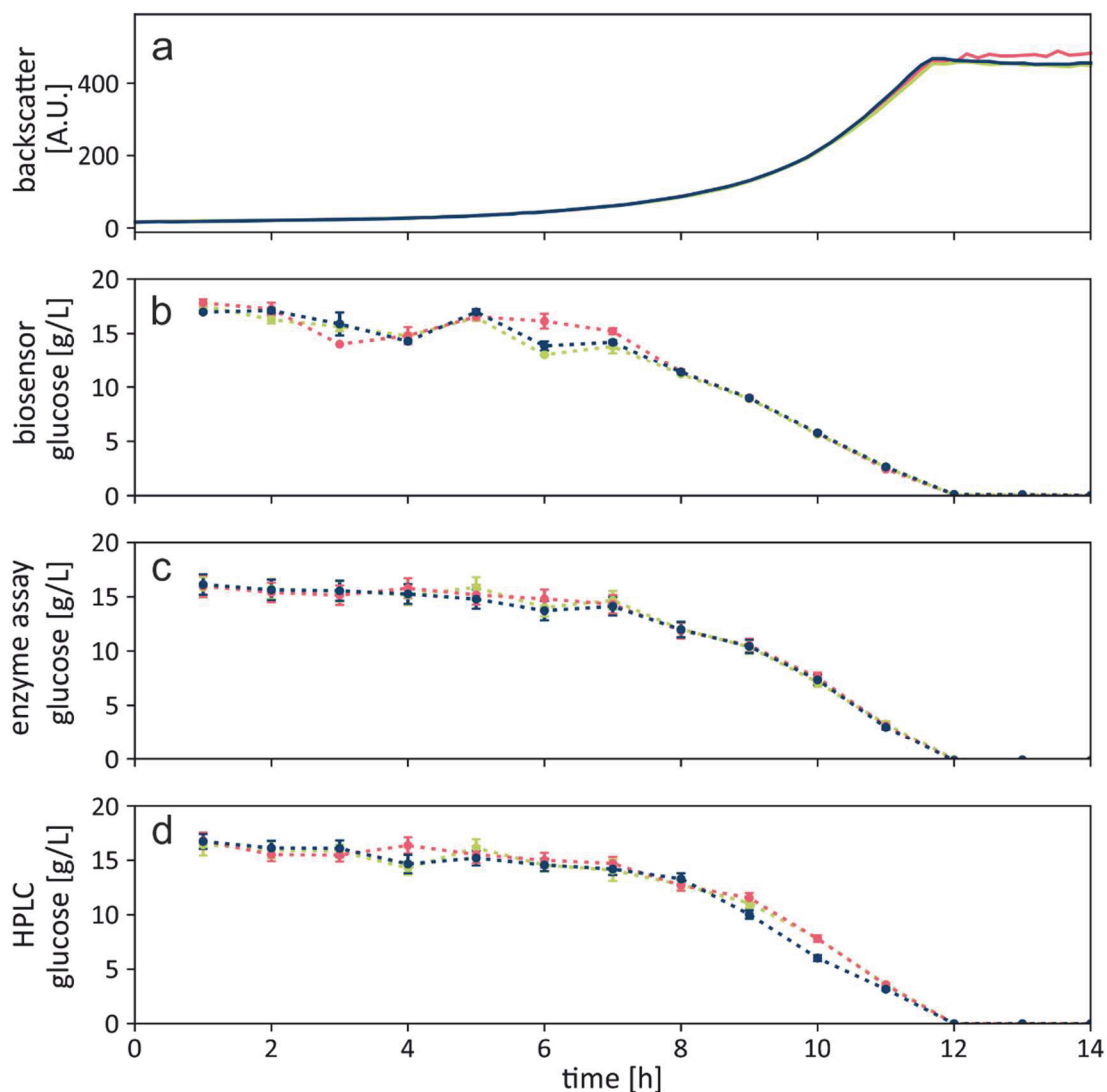 a
backscatter
[A.U.]
400
200
0
b
biosensor
glucose [g/L]
20
15
10
5
0
c
enzyme assay
glucose [g/L]
20
15
10
5
0
d
HPLC
glucose [g/L]
20
15
10
5
0
0 2 4 6 8 10 12 14
time [h]